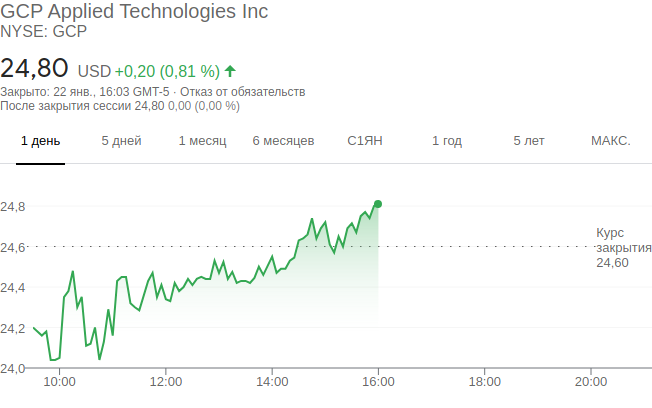 GCP Applied Technologies Inc
NYSE: GCP
24,80 USD +0,20 (0,81 %)
Закрыто: 22 янв., 16:03 GMT-5 · Отказ от обязательств
После закрытия сессии 24,80 0,00 (0,00 %)
1 день 5 дней 1 месяц 6 месяцев С1ЯН 1 год 5 лет МАКС.
24,8
Курс
24,6 закрытия
24,60
24,4
24,2
24,0
10:00 12:00 14:00 16:00 18:00 20:00